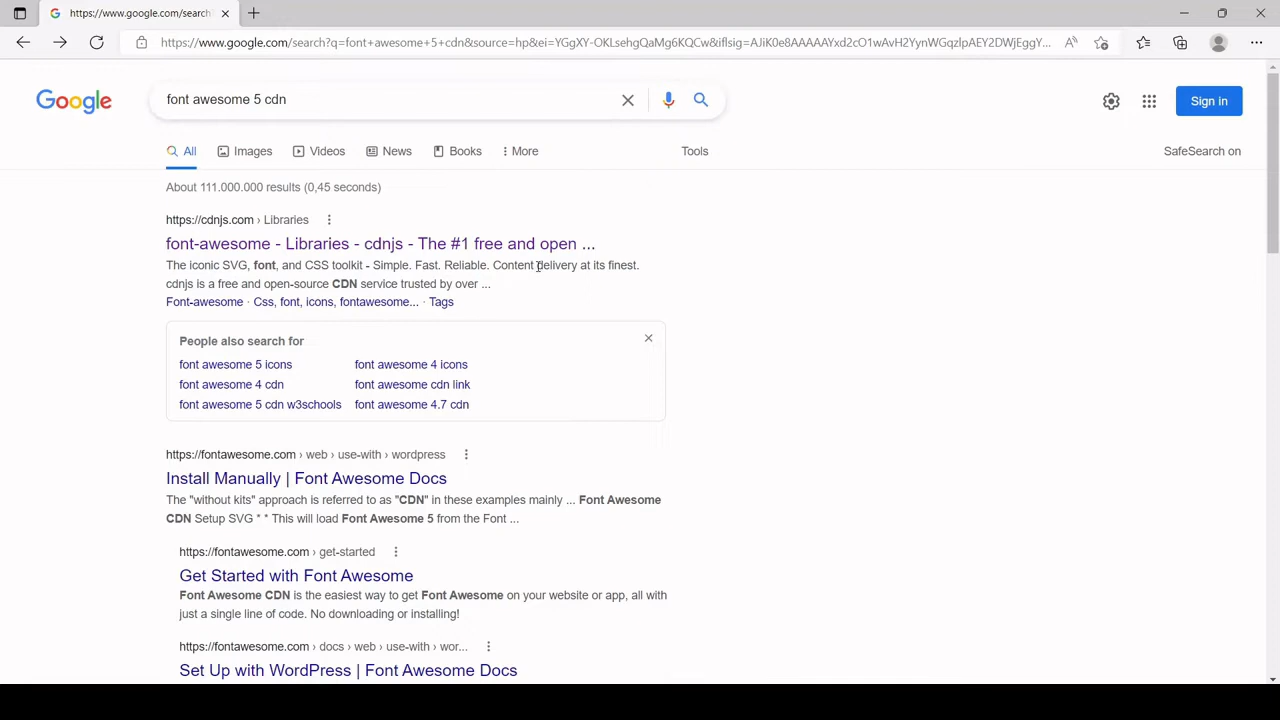 https://www.google.com/search
https://www.google.com/search?q=font+awesome+5+cdn&source=hp&ei=YGgXY-OKLsehgQaMg6KQCw&iflsig=AJiK0e8AAAAAYxd2cO1wAvH2YynWGqzlpAEY2DWjEggY...
Google
font awesome 5 cdn
Sign in
All
Images
Videos
News
Books
More
Tools
SafeSearch on
About 111.000.000 results (0,45 seconds)
https://cdnjs.com › Libraries
font-awesome - Libraries - cdnjs - The #1 free and open ...
The iconic SVG, font, and CSS toolkit - Simple. Fast. Reliable. Content delivery at its finest.
cdnjs is a free and open-source CDN service trusted by over ...
Font-awesome · Css, font, icons, fontawesome... · Tags
People also search for
font awesome 5 icons font awesome 4 icons
font awesome 4 cdn font awesome cdn link
font awesome 5 cdn w3schools font awesome 4.7 cdn
https://fontawesome.com › web › use-with › wordpress
Install Manually | Font Awesome Docs
The "without kits" approach is referred to as "CDN" in these examples mainly ... Font Awesome
CDN Setup SVG * * This will load Font Awesome 5 from the Font ...
https://fontawesome.com › get-started
Get Started with Font Awesome
Font Awesome CDN is the easiest way to get Font Awesome on your website or app, all with
just a single line of code. No downloading or installing!
https://fontawesome.com › docs › web › use-with › wor...
Set Up with WordPress | Font Awesome Docs